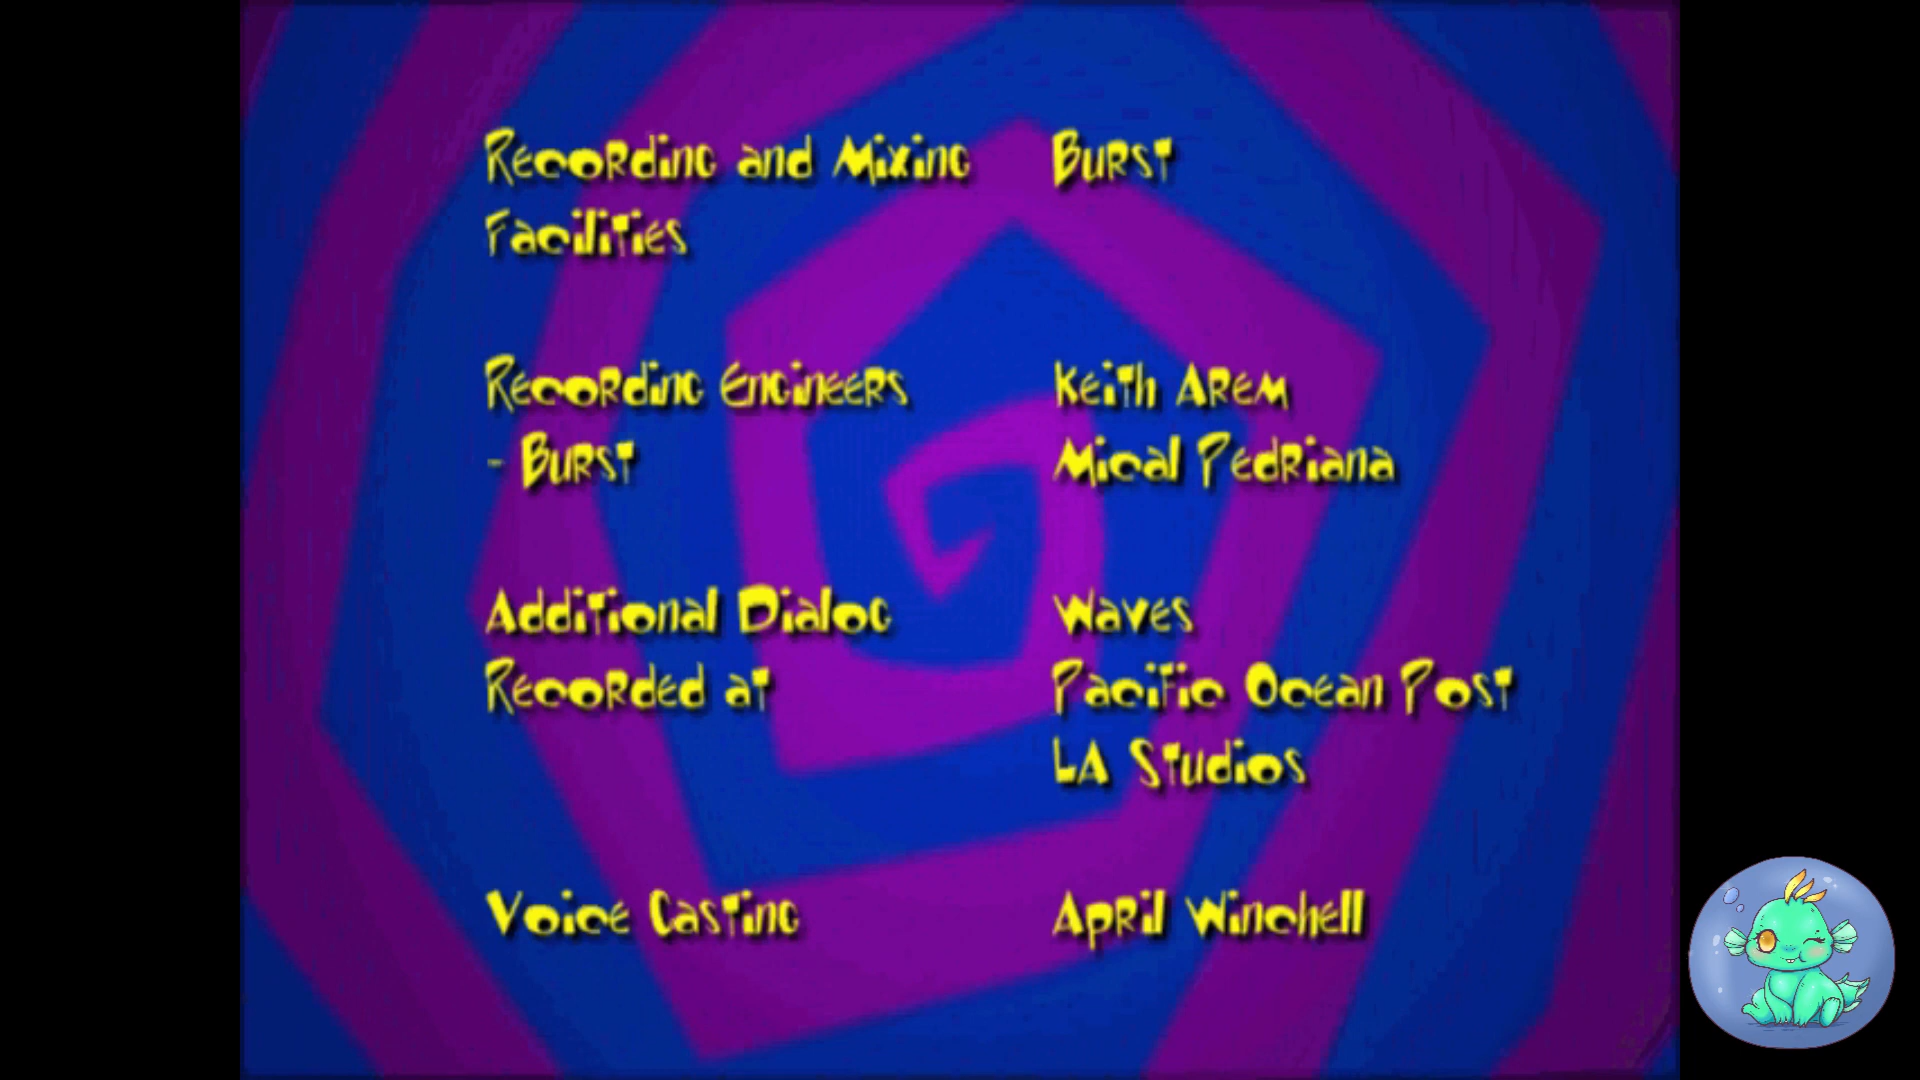 Recording and Mixing Burst
Facilities
Recording Engineers Keith Arem
- Burst Mical Pedriana
Additional Dialog Waves
Recorded at Pacific Ocean Post
LA Studios
Voice Casting April Winchell